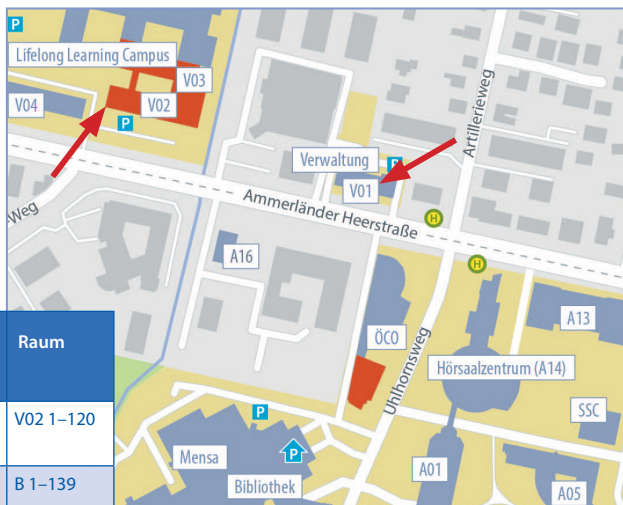 P
Lifelong Learning Campus
V03
V04
V02
P
Artillerieweg
Verwaltung
P
V01
-Weg
Ammerländer Heerstraße
H
H
A16
A13
ÖCO
Raum
Hörsaalzentrum (A14)
Uhlhornsweg
SSC
V02 1–120
P
Mensa
P
A01
Bibliothek
A05
B 1–139